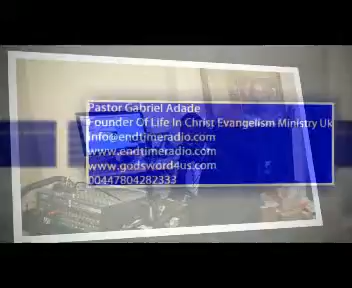 Pastor Gabriel Adade
Founder Of Life In Christ Evangelism Ministry Uk
info@endtimeradio.com
www.endtimeradio.com
www.godsword4us.com
00447804282333